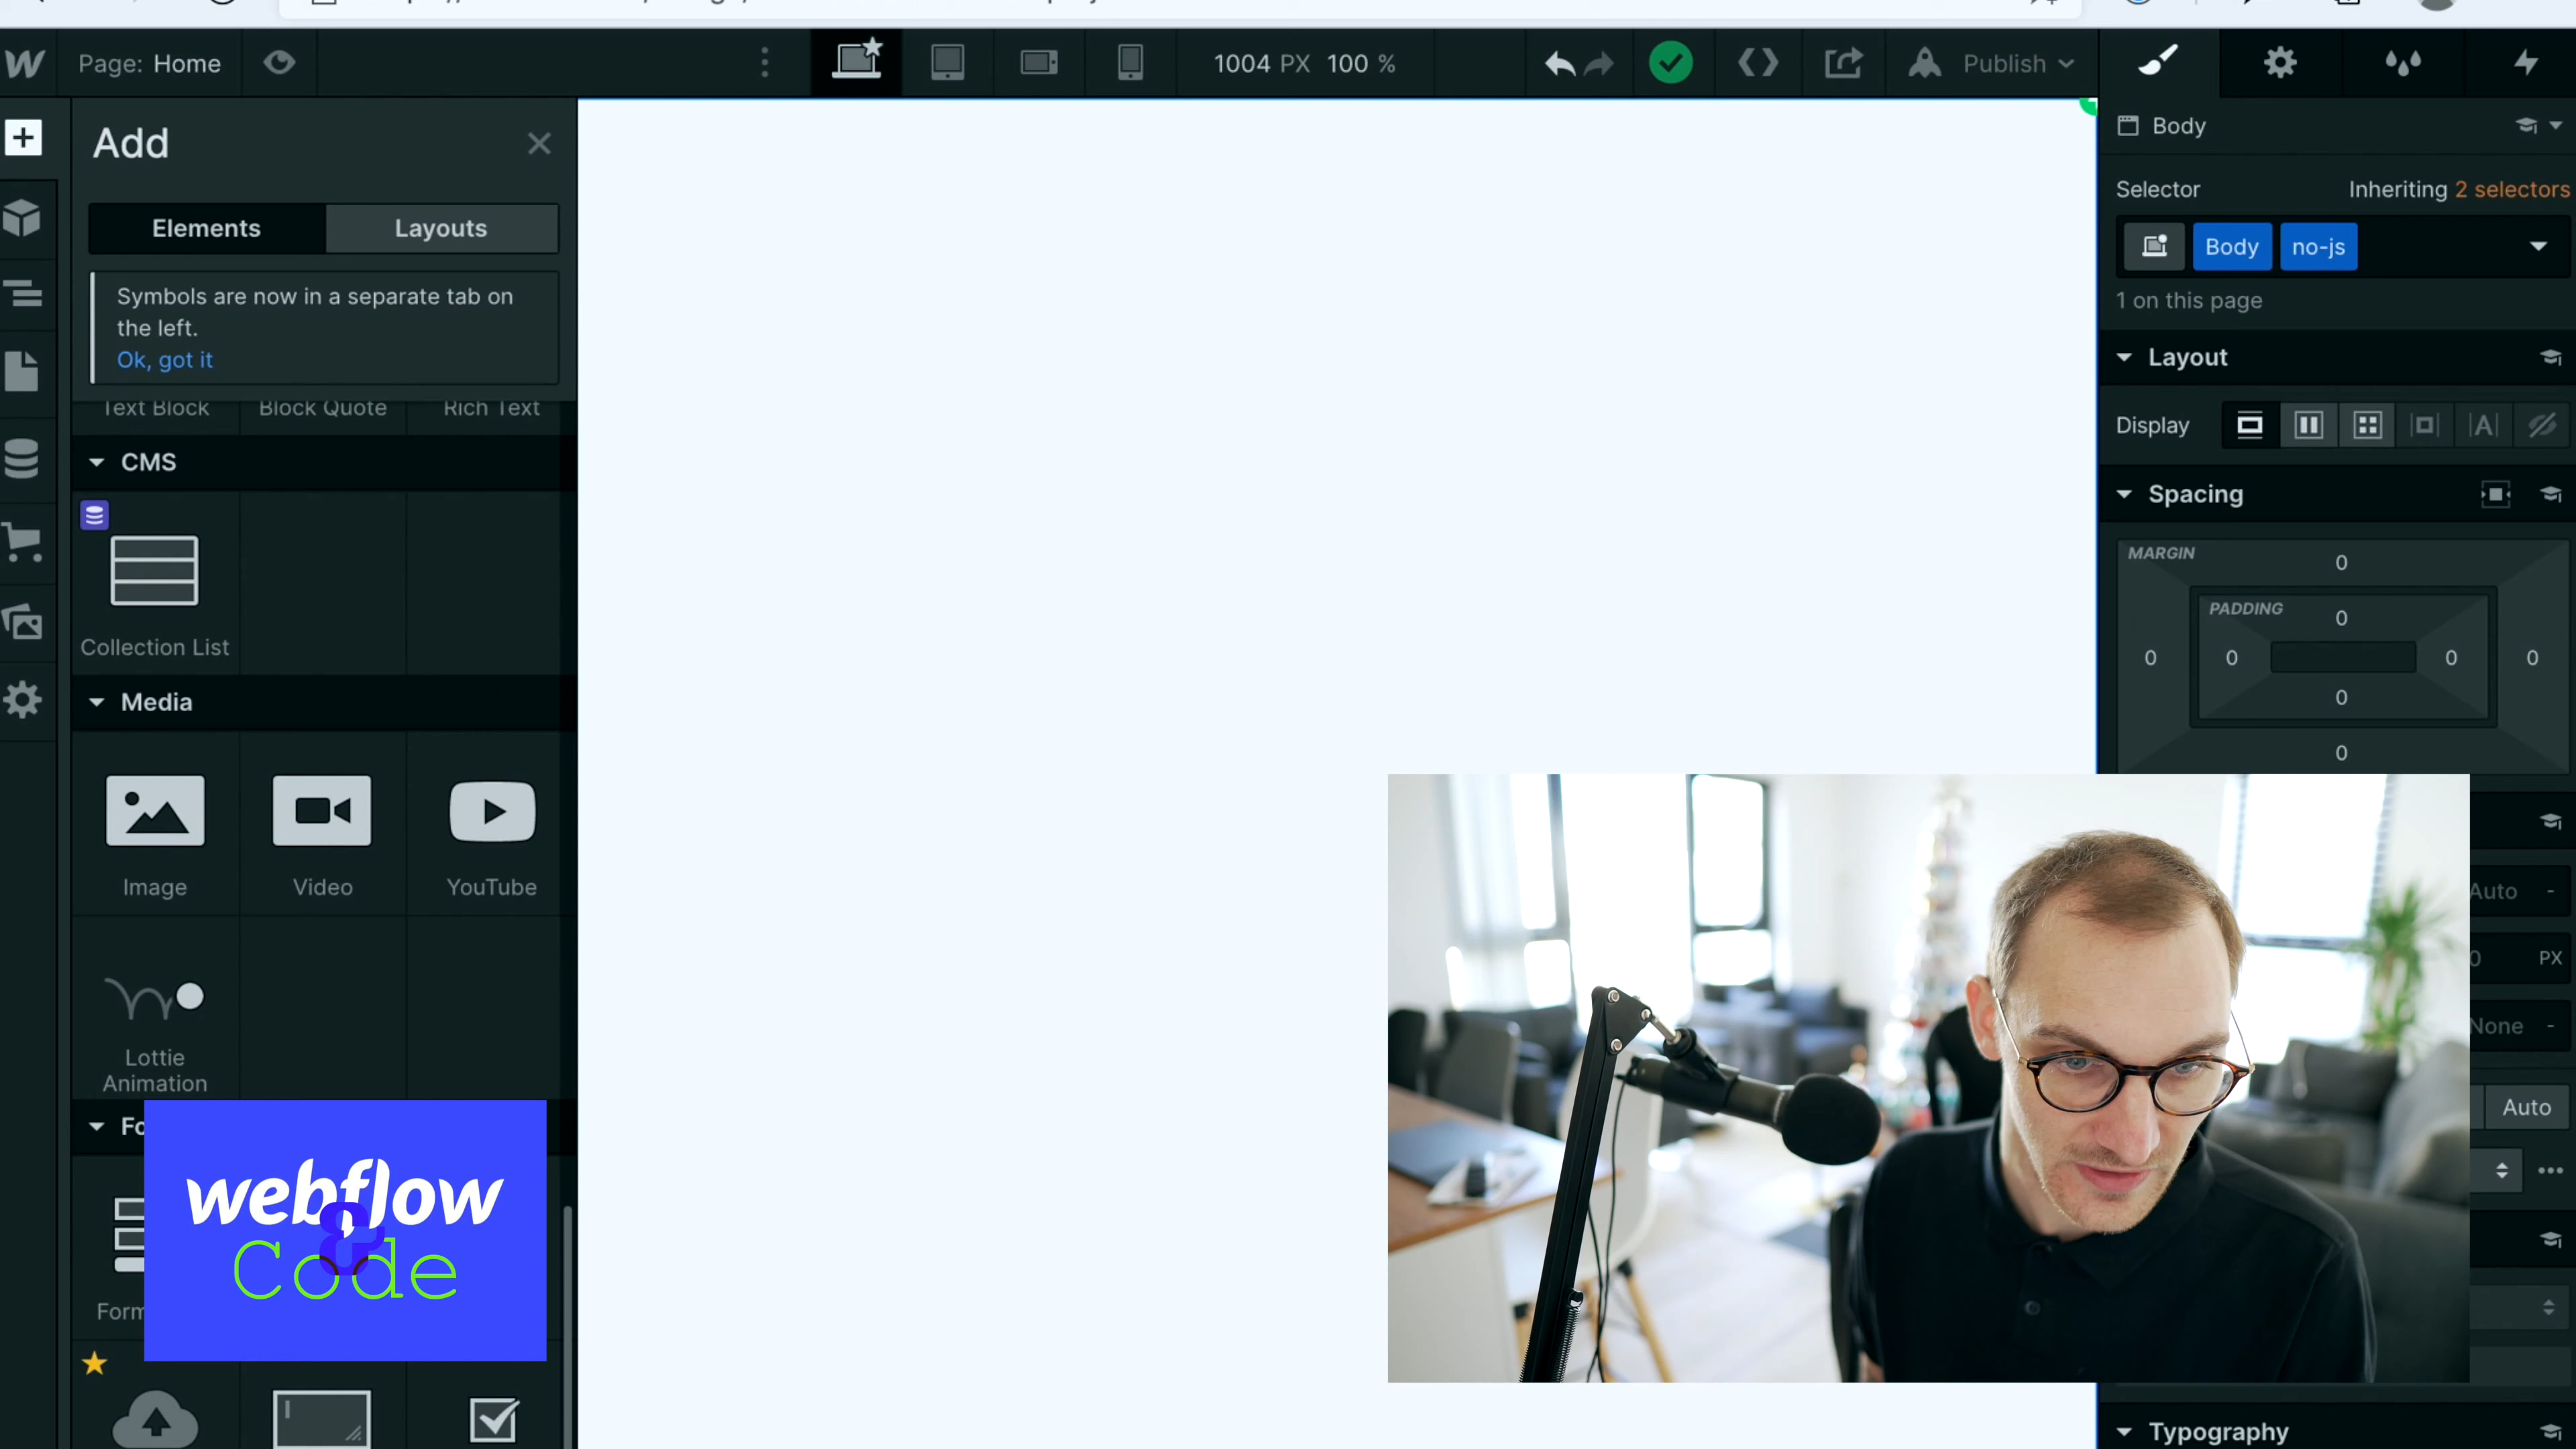 Page: Home
1004 PX 100 %
Publish
Add
Elements
Layouts
Symbols are now in a separate tab on
the left.
Ok, got it
Text Block
Block Quote
Rich Text
CMS
Collection List
Media
Image
Video
YouTube
Lottie
Animation
Fo
Form
webflow
&
Code
Body
Selector
Inheriting 2 selectors
Body
no-js
1 on this page
Layout
Display
Spacing
MARGIN
0
PADDING
0
0
0
0
0
0
0
Auto
-
0
PX
None
-
Auto
Typography